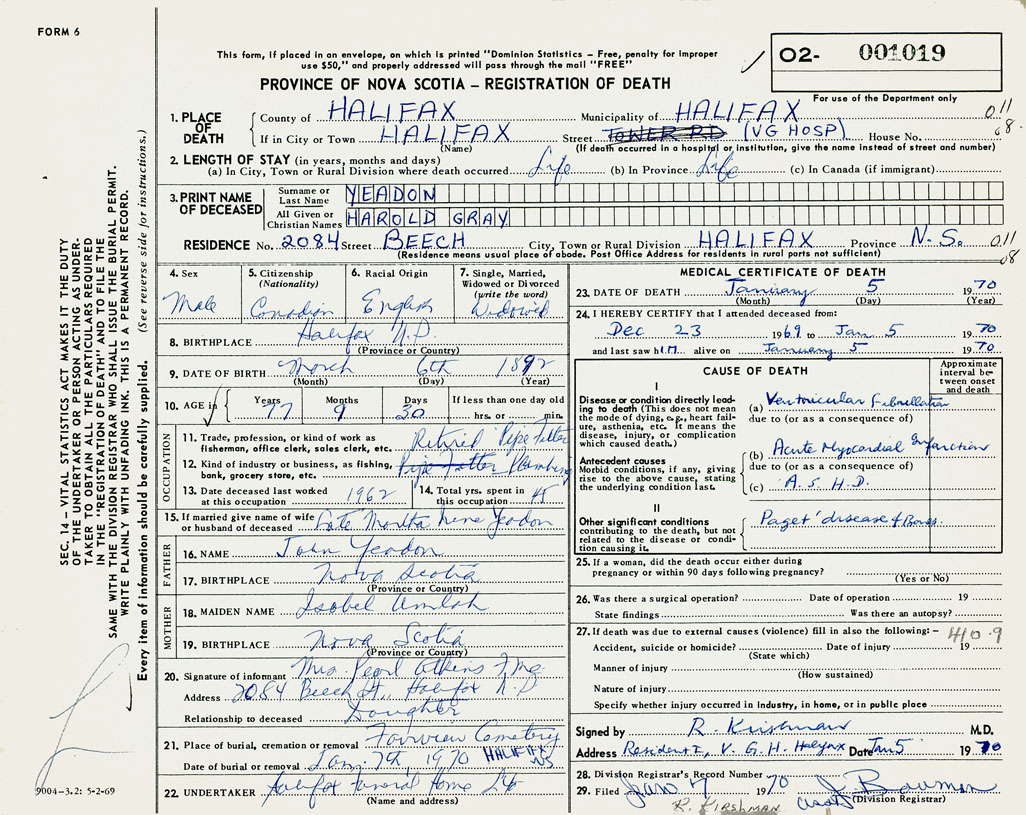 FORM 6
This form, if placed in an envelope, on which is printed "Dominion Statistics – Free, penalty for improper
use $50," and properly addressed will pass through the mail "FREE"
O2- 001019
For use of the Department only
PROVINCE OF NOVA SCOTIA – REGISTRATION OF DEATH
SEC. 14 – VITAL STATISTICS ACT MAKES IT THE DUTY
OF THE UNDERTAKER OR PERSON ACTING AS UNDER-
TAKER TO OBTAIN ALL THE PARTICULARS REQUIRED
IN THE "REGISTRATION OF DEATH" AND TO FILE THE
SAME WITH THE DIVISION REGISTRAR WHO SHALL ISSUE THE BURIAL PERMIT.
WRITE PLAINLY WITH UNFADING INK. THIS IS A PERMANENT RECORD.
Every item of information should be carefully supplied. (See reverse side for instructions.)
9004–3.2: 5-2-69
1. PLACE OF DEATH
County of HALIFAX Municipality of HALIFAX 011
If in City or Town HALIFAX Street TOWER RD (VG HOSP) House No. 08
(Name) (If death occurred in a hospital or institution, give the name instead of street and number)
2. LENGTH OF STAY (in years, months and days)
(a) In City, Town or Rural Division where death occurred Life (b) In Province Life (c) In Canada (if immigrant)
3. PRINT NAME OF DECEASED
Surname or Last Name YEADON
All Given or Christian Names HAROLD GRAY
RESIDENCE No. 2084 Street BEECH City, Town or Rural Division HALIFAX Province N.S. 011
(Residence means usual place of abode. Post Office Address for residents in rural parts not sufficient) 08
4. Sex Male
5. Citizenship (Nationality) Canadian
6. Racial Origin English
7. Single, Married, Widowed or Divorced (write the word) Widowed
8. BIRTHPLACE Halifax N.S.
(Province or Country)
9. DATE OF BIRTH March 6th 1892
(Month) (Day) (Year)
10. AGE in Years 77 Months 9 Days 30 If less than one day old
hrs. or min.
OCCUPATION
11. Trade, profession, or kind of work as fisherman, office clerk, sales clerk, etc. Retired Pipe Fitter
12. Kind of industry or business, as fishing, bank, grocery store, etc. Pipe Fitter Plumbing
13. Date deceased last worked at this occupation 1962
14. Total yrs. spent in this occupation 45
15. If married give name of wife or husband of deceased Late Martha Yeadon
FATHER
16. NAME John Yeadon
17. BIRTHPLACE Nova Scotia
(Province or Country)
MOTHER
18. MAIDEN NAME Isobel Umlah
19. BIRTHPLACE Nova Scotia
(Province or Country)
20. Signature of informant Mrs. Pearl Atkins
Address 2084 Beech St., Halifax N.S.
Relationship to deceased Daughter
21. Place of burial, cremation or removal Fairview Cemetery
Date of burial or removal Jan. 7th, 1970 HALIFAX NS
22. UNDERTAKER Halifax Funeral Home Ltd
(Name and address)
MEDICAL CERTIFICATE OF DEATH
23. DATE OF DEATH January 5 1970
(Month) (Day) (Year)
24. I HEREBY CERTIFY that I attended deceased from:
Dec 23 1969 to Jan 5 1970
and last saw him alive on January 5 1970
CAUSE OF DEATH
Approximate interval between onset and death
I
Disease or condition directly leading to death (This does not mean the mode of dying, e.g., heart failure, asthenia, etc. It means the disease, injury, or complication which caused death.)
(a) Ventricular Fibrillation
due to (or as a consequence of)
Antecedent causes
Morbid conditions, if any, giving rise to the above cause, stating the underlying condition last.
(b) Acute Myocardial Infarction
due to (or as a consequence of)
(c) A.S.H.D.
II
Other significant conditions
contributing to the death, but not related to the disease or condition causing it.
Paget' disease of Bones.
25. If a woman, did the death occur either during
pregnancy or within 90 days following pregnancy?
(Yes or No)
26. Was there a surgical operation? Date of operation 19
State findings Was there an autopsy?
27. If death was due to external causes (violence) fill in also the following:– 410.9
Accident, suicide or homicide? Date of injury 19
(State which)
Manner of injury
(How sustained)
Nature of injury
Specify whether injury occurred in industry, in home, or in public place
Signed by R. Krishman M.D.
Address Resident I, V.G.H. Halifax Date Jan 5 1970
28. Division Registrar's Record Number
29. Filed Jan 7 1970 J. Bowman
(Division Registrar)
R. KIRSHMAN